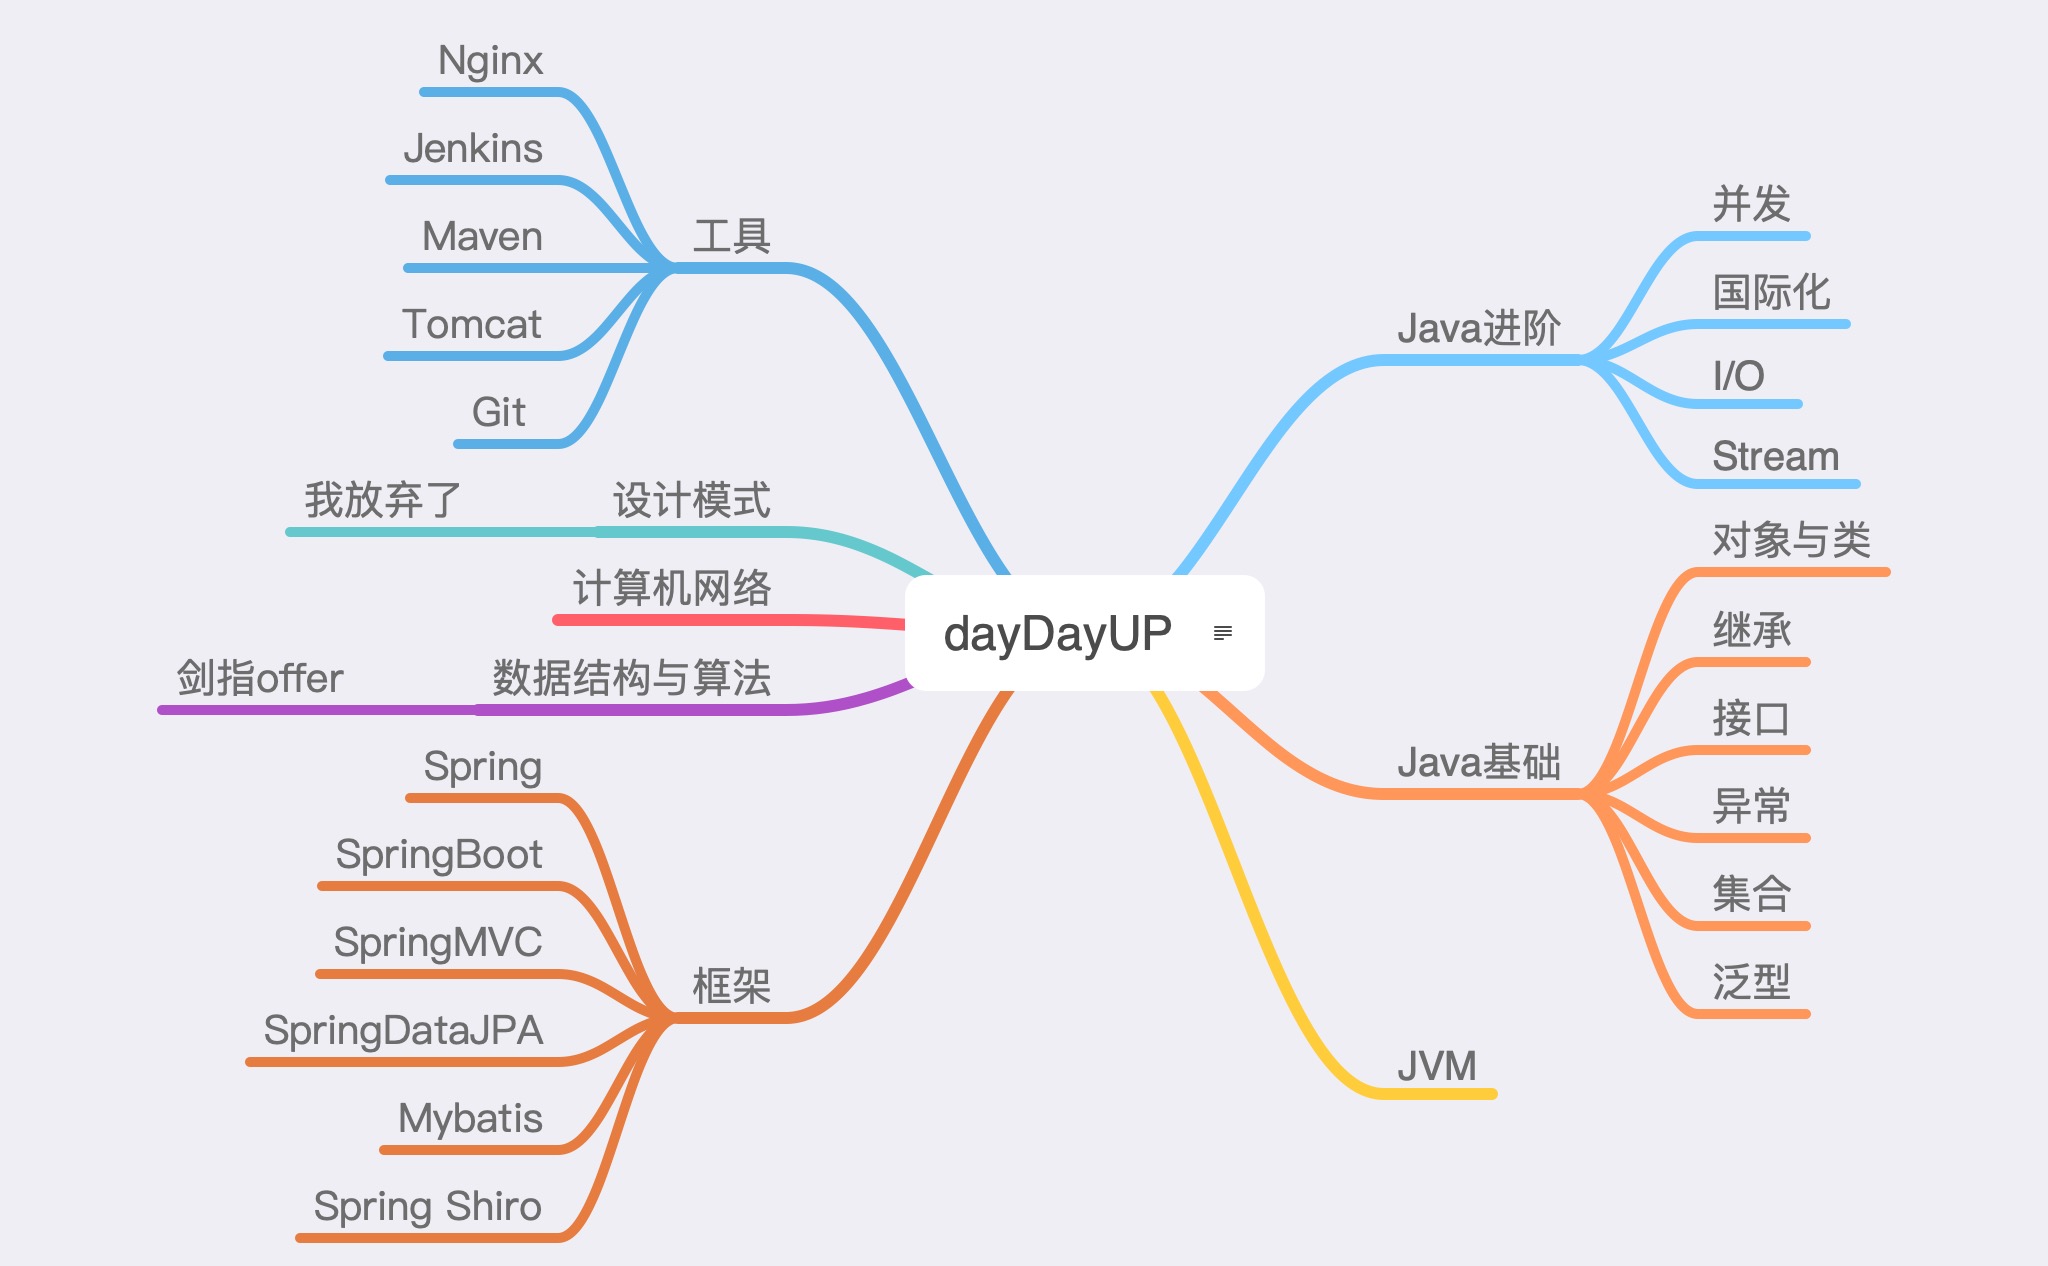 Nginx
Jenkins
Maven
Tomcat
Git
工具
我放弃了
设计模式
计算机网络
剑指offer
数据结构与算法
Spring
SpringBoot
SpringMVC
SpringDataJPA
Mybatis
Spring Shiro
框架
dayDayUP
Java进阶
并发
国际化
I/O
Stream
Java基础
对象与类
继承
接口
异常
集合
泛型
JVM